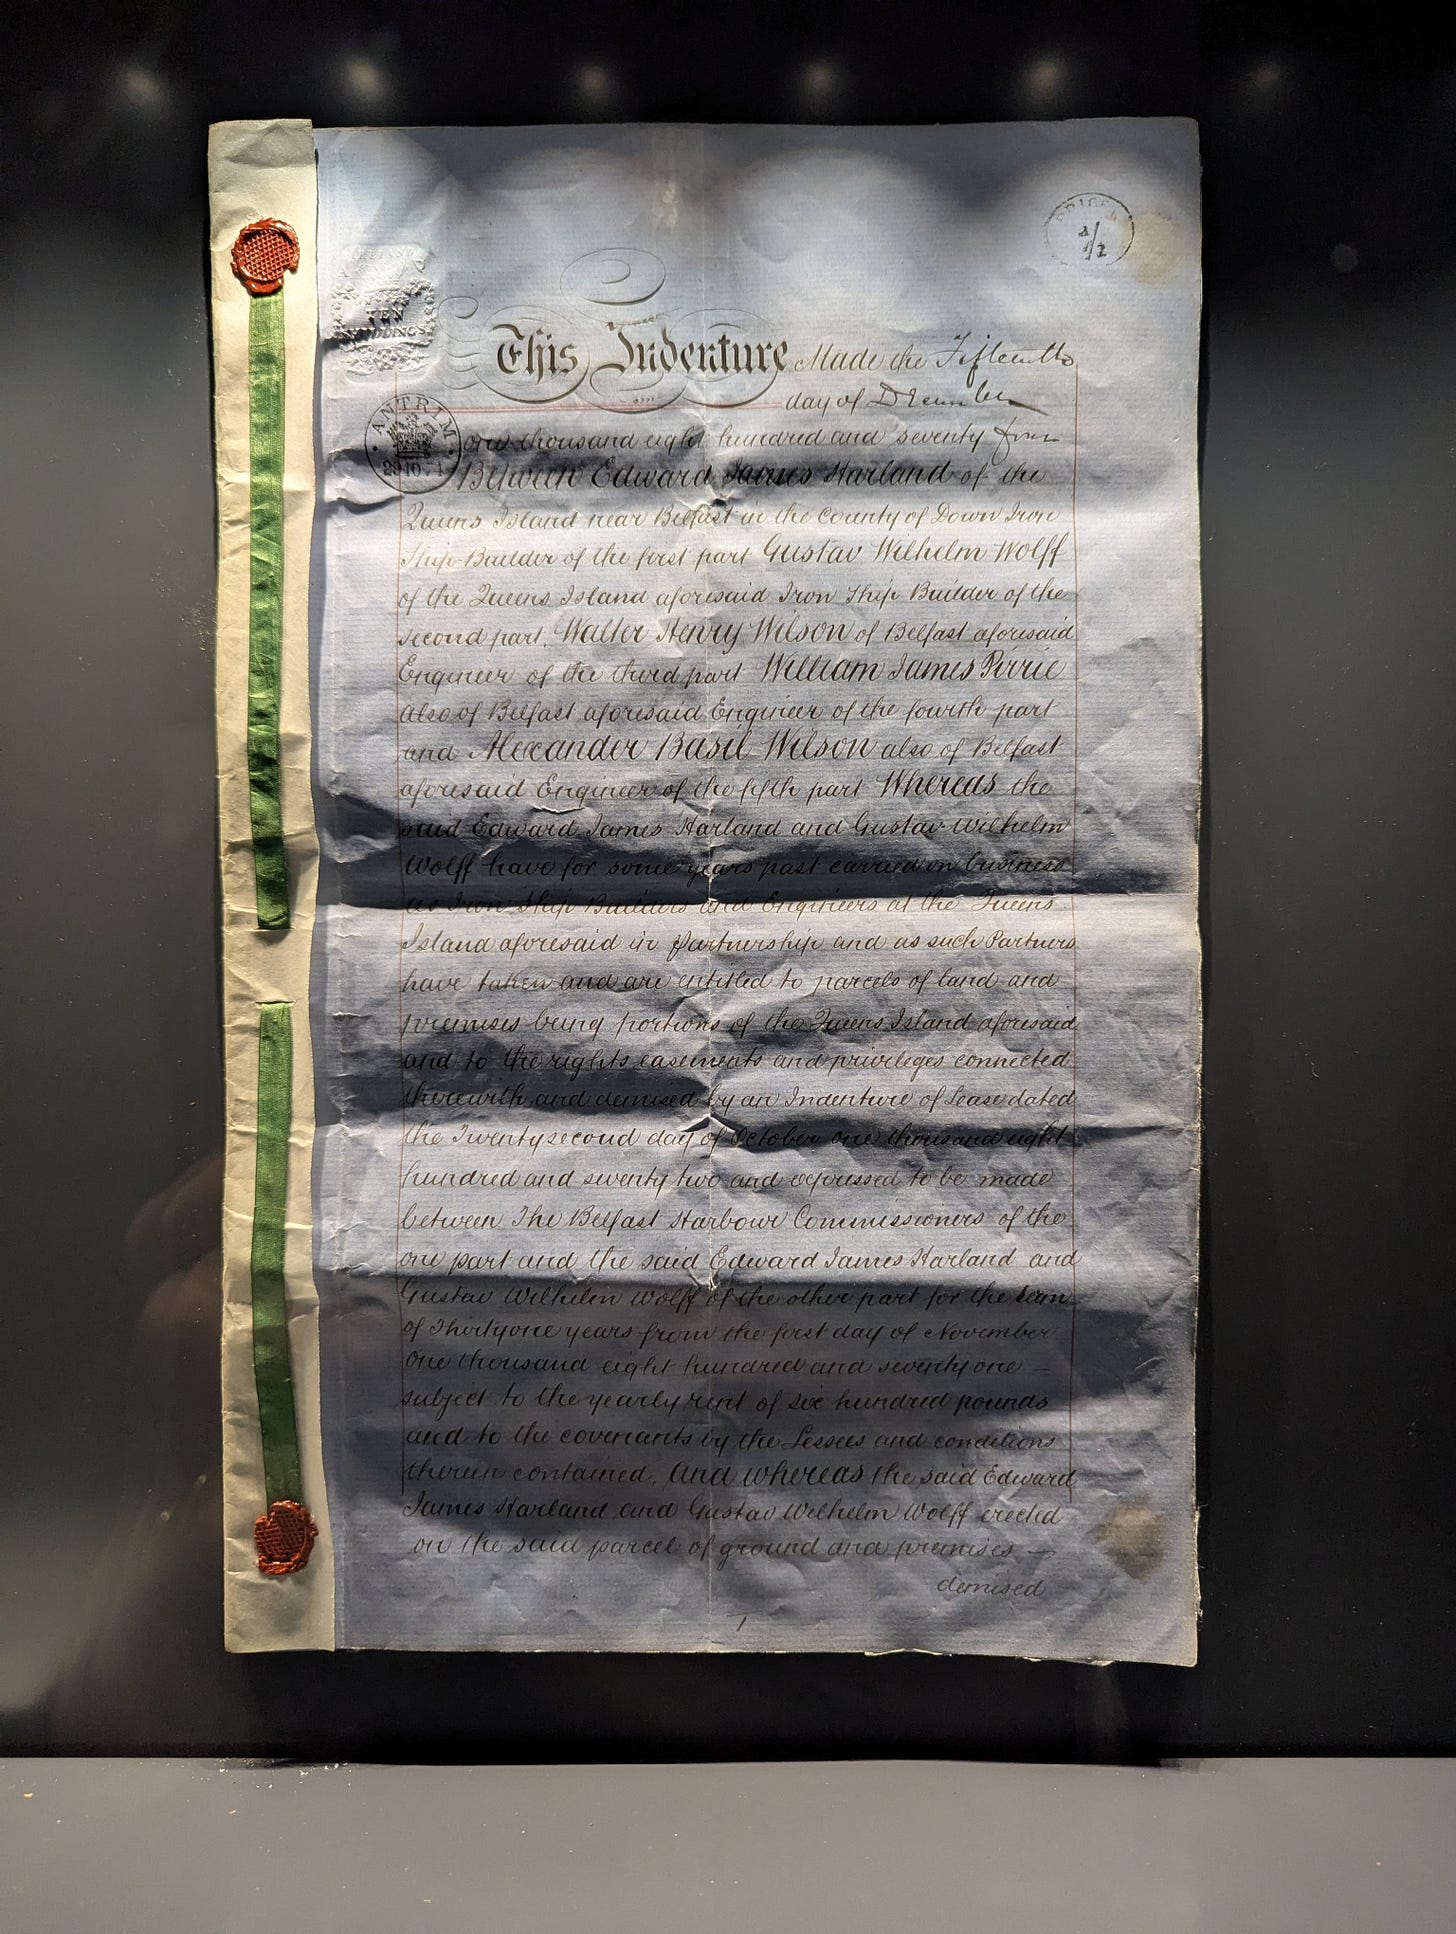 PRICE
2/2
IRELAND
TEN
SHILLINGS
This Indenture Made the Fifteenth
day of December
ANTRIM
one thousand eight hundred and seventy four
Between Edward James Harland of the
Queens Island near Belfast in the County of Down Iron
Ship Builder of the first part Gustav Wilhelm Wolff
of the Queens Island aforesaid Iron Ship Builder of the
second part. Walter Henry Wilson of Belfast aforesaid
Engineer of the third part William James Pirrie
also of Belfast aforesaid Engineer of the fourth part
and Alexander Basil Wilson also of Belfast
aforesaid Engineer of the fifth part Whereas the
said Edward James Harland and Gustav Wilhelm
Wolff have for some years past carried on business
as Iron Ship Builders and Engineers at the Queens
Island aforesaid in partnership and as such Partners
have taken and are entitled to parcels of land and
premises being portions of the Queens Island aforesaid
and to the rights easements and privileges connected
therewith and demised by an Indenture of Lease dated
the Twentysecond day of October one thousand eight
hundred and seventy two and expressed to be made
between The Belfast Harbour Commissioners of the
one part and the said Edward James Harland and
Gustav Wilhelm Wolff of the other part for the term
of Thirtyone years from the first day of November
One thousand eight hundred and seventy one —
subject to the yearly rent of six hundred pounds
and to the covenants by the Lessees and conditions
therein contained. And whereas the said Edward
James Harland and Gustav Wilhelm Wolff erected
on the said parcel of ground and premises —
demised
1